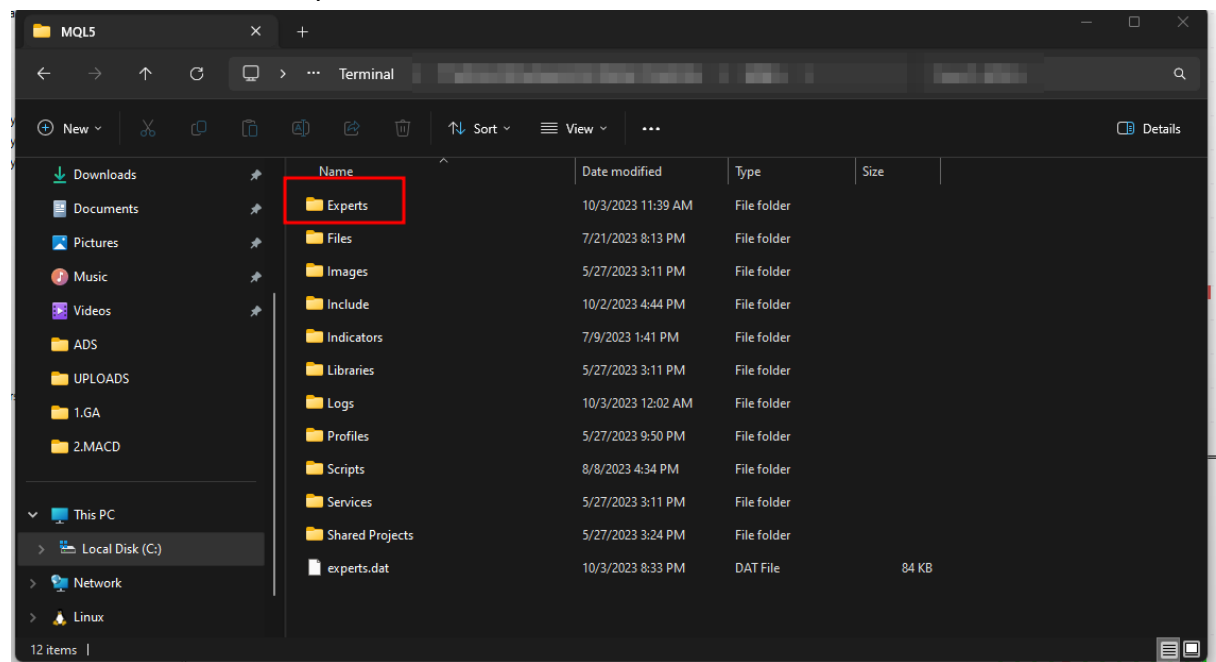 MQL5
Terminal
New
Sort
View
Details
Downloads
Documents
Pictures
Music
Videos
ADS
UPLOADS
1.GA
2.MACD
This PC
Local Disk (C:)
Network
Linux
Name Date modified Type Size
Experts 10/3/2023 11:39 AM File folder
Files 7/21/2023 8:13 PM File folder
Images 5/27/2023 3:11 PM File folder
Include 10/2/2023 4:44 PM File folder
Indicators 7/9/2023 1:41 PM File folder
Libraries 5/27/2023 3:11 PM File folder
Logs 10/3/2023 12:02 AM File folder
Profiles 5/27/2023 9:50 PM File folder
Scripts 8/8/2023 4:34 PM File folder
Services 5/27/2023 3:11 PM File folder
Shared Projects 5/27/2023 3:24 PM File folder
experts.dat 10/3/2023 8:33 PM DAT File 84 KB
12 items